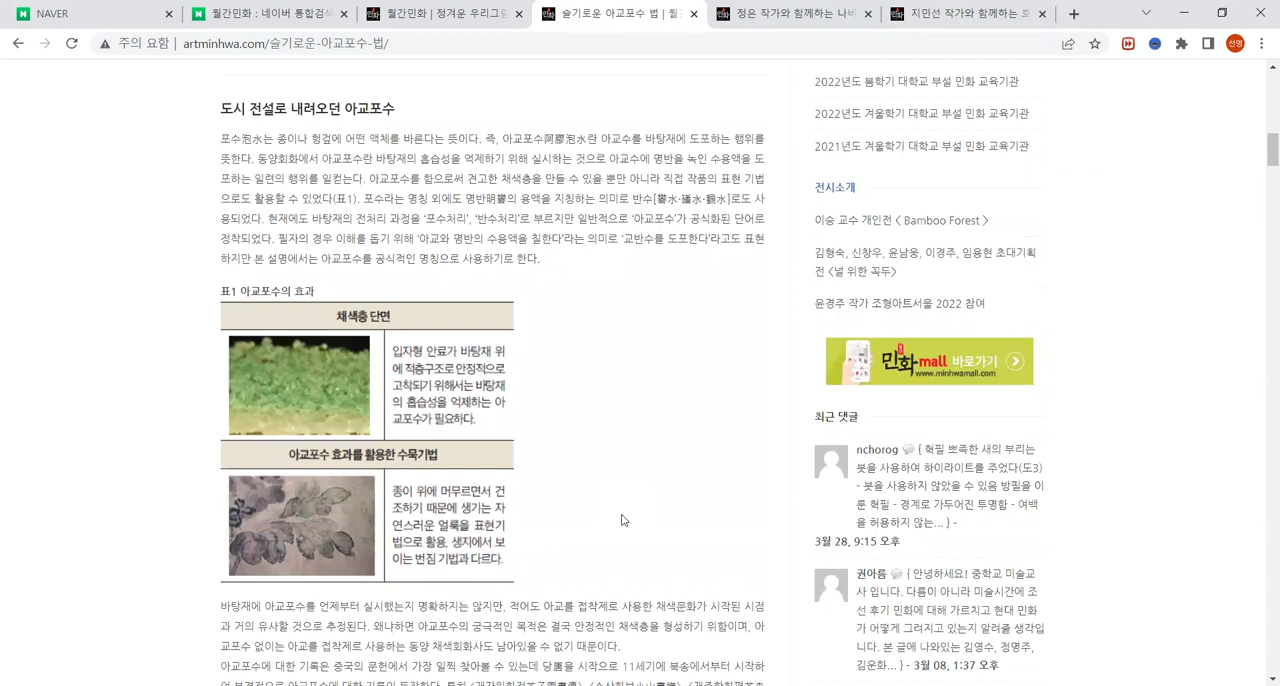 NAVER
월간민화 : 네이버 통합검색
월간민화 | 정겨운 우리그림
슬기로운 아교포수 법 | 월간
정은 작가와 함께하는 나비
지민선 작가와 함께하는
주의 요함 | artminhwa.com/슬기로운-아교포수-법/
선영
도시 전설로 내려오던 아교포수
포수泡水는 종이나 헝겊에 어떤 액체를 바른다는 뜻이다. 즉, 아교포수阿膠泡水란 아교수를 바탕재에 도포하는 행위를
뜻한다. 동양회화에서 아교포수란 바탕재의 흡습성을 억제하기 위해 실시하는 것으로 아교수에 명반을 녹인 수용액을 도
포하는 일련의 행위를 일컫는다. 아교포수를 함으로써 견고한 채색층을 만들 수 있을 뿐만 아니라 직접 작품의 표현 기법
으로도 활용할 수 있었다(표1). 포수라는 명칭 외에도 명반明礬의 용액을 지칭하는 의미로 반수[礬水·]로도 사
용되었다. 현재에도 바탕재의 전처리 과정을 ‘포수처리’, ‘반수처리’로 부르지만 일반적으로 ‘아교포수’가 공식화된 단어로
정착되었다. 필자의 경우 이해를 돕기 위해 ‘아교와 명반의 수용액을 칠한다’라는 의미로 ‘교반수를 도포한다’라고도 표현
하지만 본 설명에서는 아교포수를 공식적인 명칭으로 사용하기로 한다.
표1 아교포수의 효과
채색층 단면
입자형 안료가 바탕재 위
에 적층구조로 안정적으로
고착되기 위해서는 바탕재
의 흡습성을 억제하는 아
교포수가 필요하다.
아교포수 효과를 활용한 수묵기법
종이 위에 머무르면서 건
조하기 때문에 생기는 자
연스러운 얼룩을 표현기
법으로 활용. 생지에서 보
이는 번짐 기법과 다르다.
바탕재에 아교포수를 언제부터 실시했는지 명확하지는 않지만, 적어도 아교를 접착제로 사용한 채색문화가 시작된 시점
과 거의 유사할 것으로 추정된다. 왜냐하면 아교포수의 궁극적인 목적은 결국 안정적인 채색층을 형성하기 위함이며, 아
교포수 없이는 아교를 접착제로 사용하는 동양 채색회화사도 남아있을 수 없기 때문이다.
아교포수에 대한 기록은 중국의 문헌에서 가장 일찍 찾아볼 수 있는데 당唐을 시작으로 11세기에 북송에서부터 시작하
2022년도 봄학기 대학교 부설 민화 교육기관
2022년도 겨울학기 대학교 부설 민화 교육기관
2021년도 겨울학기 대학교 부설 민화 교육기관
전시소개
이승 교수 개인전 < Bamboo Forest >
김형숙, 신창우, 윤남웅, 이경주, 임용현 초대기획
전 <널 위한 꼭두>
윤경주 작가 조형아트서울 2022 참여
민화mall 바로가기
www.minhwamall.com
최근 댓글
nchorog { 혁필 뾰족한 새의 부리는
붓을 사용하여 하이라이트를 주었다(도3)
- 붓을 사용하지 않았을 수 있음 방필을 이
룬 혁필 - 경계로 가두어진 투명함 - 여백
을 허용하지 않는... } -
3월 28, 9:15 오후
권아름 { 안녕하세요! 중학교 미술교
사 입니다. 다름이 아니라 미술시간에 조
선 후기 민화에 대해 가르치고 현대 민화
가 어떻게 그려지고 있는지 알려줄 생각입
니다. 본 글에 나와있는 김영수, 정명주,
김운화... } - 3월 08, 1:37 오후